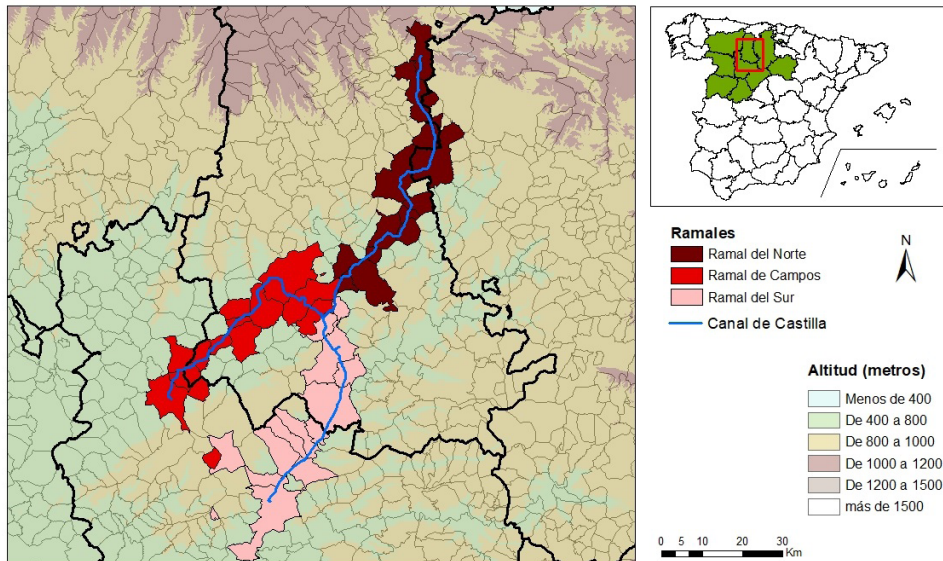 Ramales
Ramal del Norte
Ramal de Campos
Ramal del Sur
Canal de Castilla
N
Altitud (metros)
Menos de 400
De 400 a 800
De 800 a 1000
De 1000 a 1200
De 1200 a 1500
más de 1500
0 5 10 20 30
Km